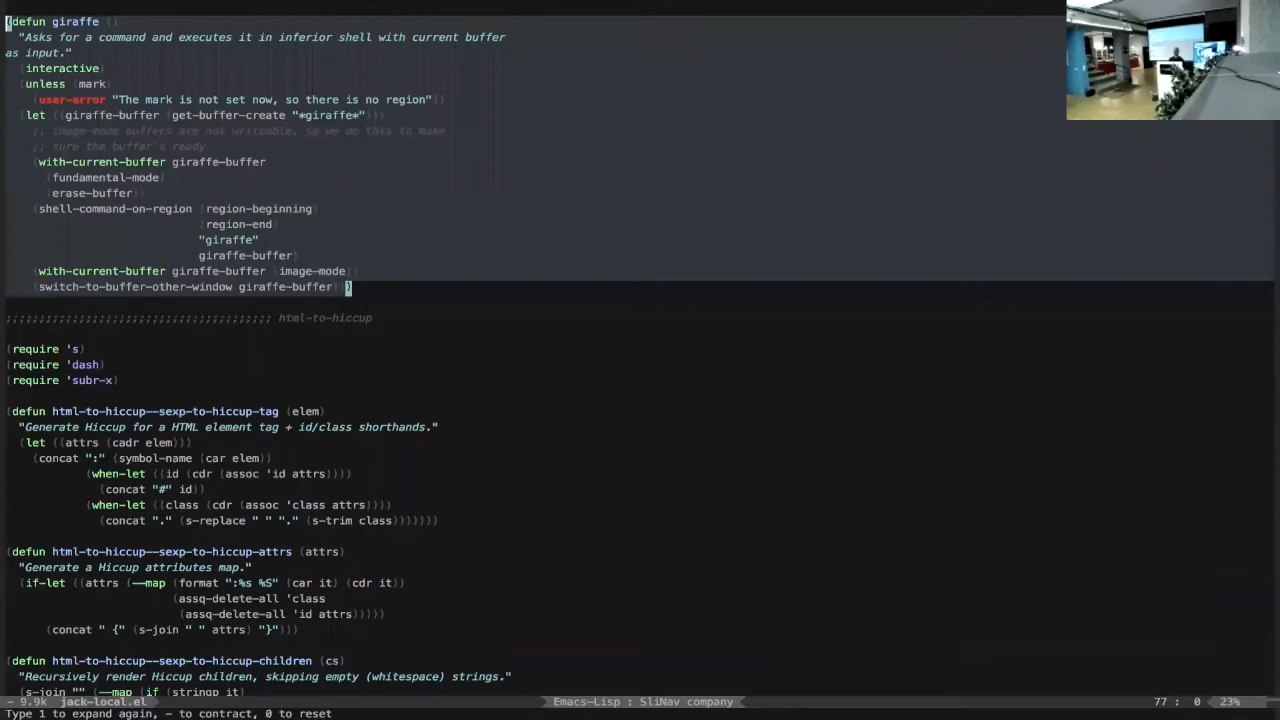 (defun giraffe ()
"Asks for a command and executes it in inferior shell with current buffer
as input."
(interactive)
(unless (mark)
(user-error "The mark is not set now, so there is no region"))
(let ((giraffe-buffer (get-buffer-create "*giraffe*")))
;; image-mode buffers are not writeable, so we do this to make
;; sure the buffer's ready
(with-current-buffer giraffe-buffer
(fundamental-mode)
(erase-buffer))
(shell-command-on-region (region-beginning)
(region-end)
"giraffe"
giraffe-buffer)
(with-current-buffer giraffe-buffer (image-mode))
(switch-to-buffer-other-window giraffe-buffer)))
;;;;;;;;;;;;;;;;;;;;;;;;;;;;;;;;;;;;;;;; html-to-hiccup
(require 's)
(require 'dash)
(require 'subr-x)
(defun html-to-hiccup--sexp-to-hiccup-tag (elem)
"Generate Hiccup for a HTML element tag + id/class shorthands."
(let ((attrs (cadr elem)))
(concat ":" (symbol-name (car elem))
(when-let ((id (cdr (assoc 'id attrs))))
(concat "#" id))
(when-let ((class (cdr (assoc 'class attrs))))
(concat "." (s-replace " " "." (s-trim class)))))))
(defun html-to-hiccup--sexp-to-hiccup-attrs (attrs)
"Generate a Hiccup attributes map."
(if-let ((attrs (--map (format ":%s %S" (car it) (cdr it))
(assq-delete-all 'class
(assq-delete-all 'id attrs)))))
(concat " {" (s-join " " attrs) "}")))
(defun html-to-hiccup--sexp-to-hiccup-children (cs)
"Recursively render Hiccup children, skipping empty (whitespace) strings."
(s-join "" (--map (if (stringp it)
- 9.9k jack-local.el Emacs-Lisp : SliNav company 77 : 0 23%
Type 1 to expand again, - to contract, 0 to reset